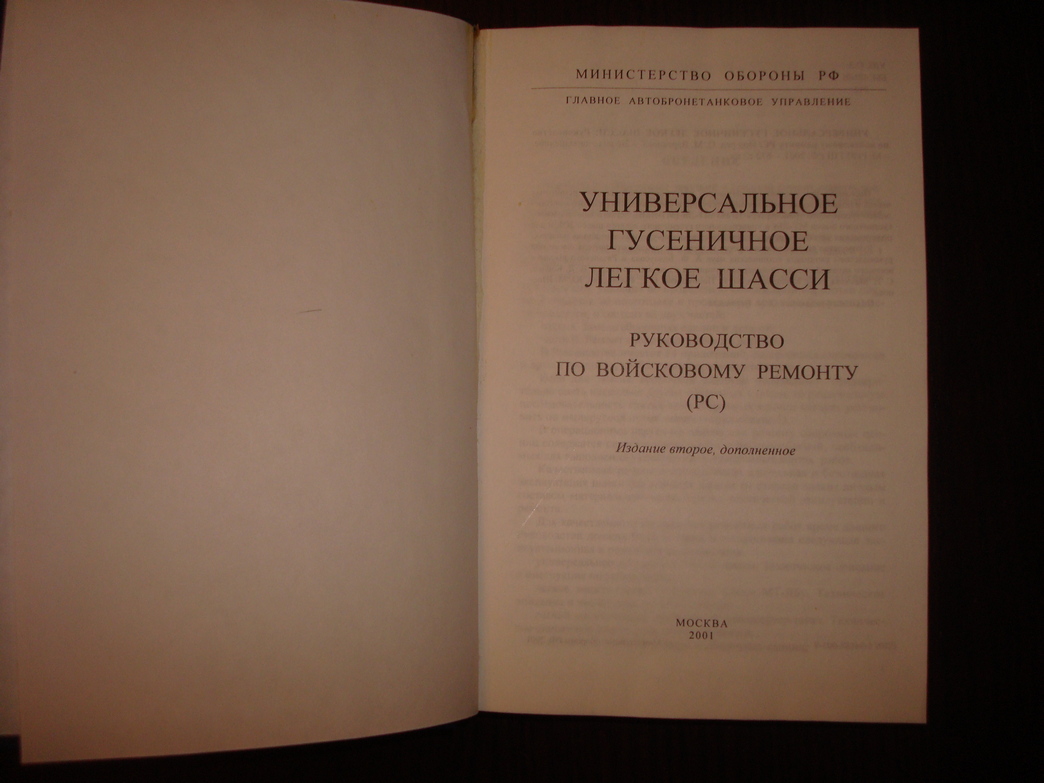 МИНИСТЕРСТВО ОБОРОНЫ РФ
ГЛАВНОЕ АВТОБРОНЕТАНКОВОЕ УПРАВЛЕНИЕ
УНИВЕРСАЛЬНОЕ
ГУСЕНИЧНОЕ
ЛЕГКОЕ ШАССИ
РУКОВОДСТВО
ПО ВОЙСКОВОМУ РЕМОНТУ
(РС)
Издание второе, дополненное
МОСКВА
2001